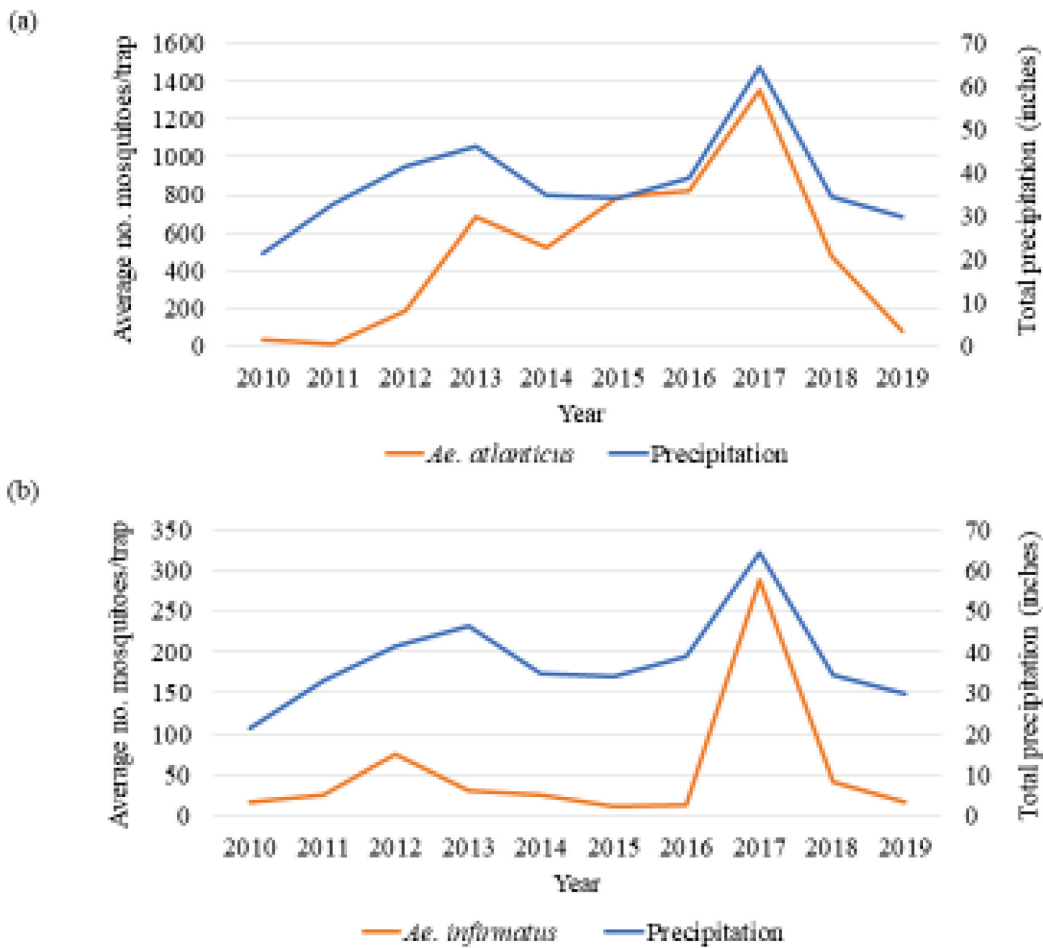 (a)
Average no. mosquitoes/trap
1600
1400
1200
1000
800
600
400
200
0
70
60
50
40
30
20
10
0
Total precipitation (inches)
2010 2011 2012 2013 2014 2015 2016 2017 2018 2019
Year
Ae. atlanticus Precipitation
(b)
Average no. mosquitoes/trap
350
300
250
200
150
100
50
0
70
60
50
40
30
20
10
0
Total precipitation (inches)
2010 2011 2012 2013 2014 2015 2016 2017 2018 2019
Year
Ae. infirmatus Precipitation